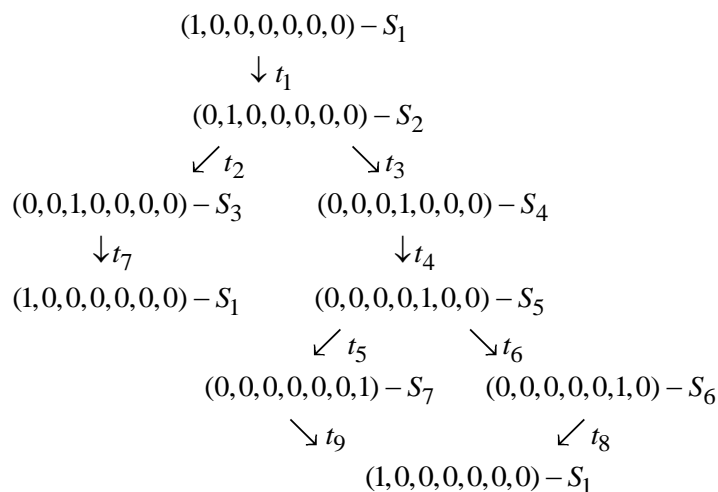 (1,0,0,0,0,0,0) – S₁
↓ t₁
(0,1,0,0,0,0,0) – S₂
↙ t₂ ↘ t₃
(0,0,1,0,0,0,0) – S₃ (0,0,0,1,0,0,0) – S₄
↓ t₇ ↓ t₄
(1,0,0,0,0,0,0) – S₁ (0,0,0,0,1,0,0) – S₅
↙ t₅ ↘ t₆
(0,0,0,0,0,0,1) – S₇ (0,0,0,0,0,1,0) – S₆
↘ t₉ ↙ t₈
(1,0,0,0,0,0,0) – S₁